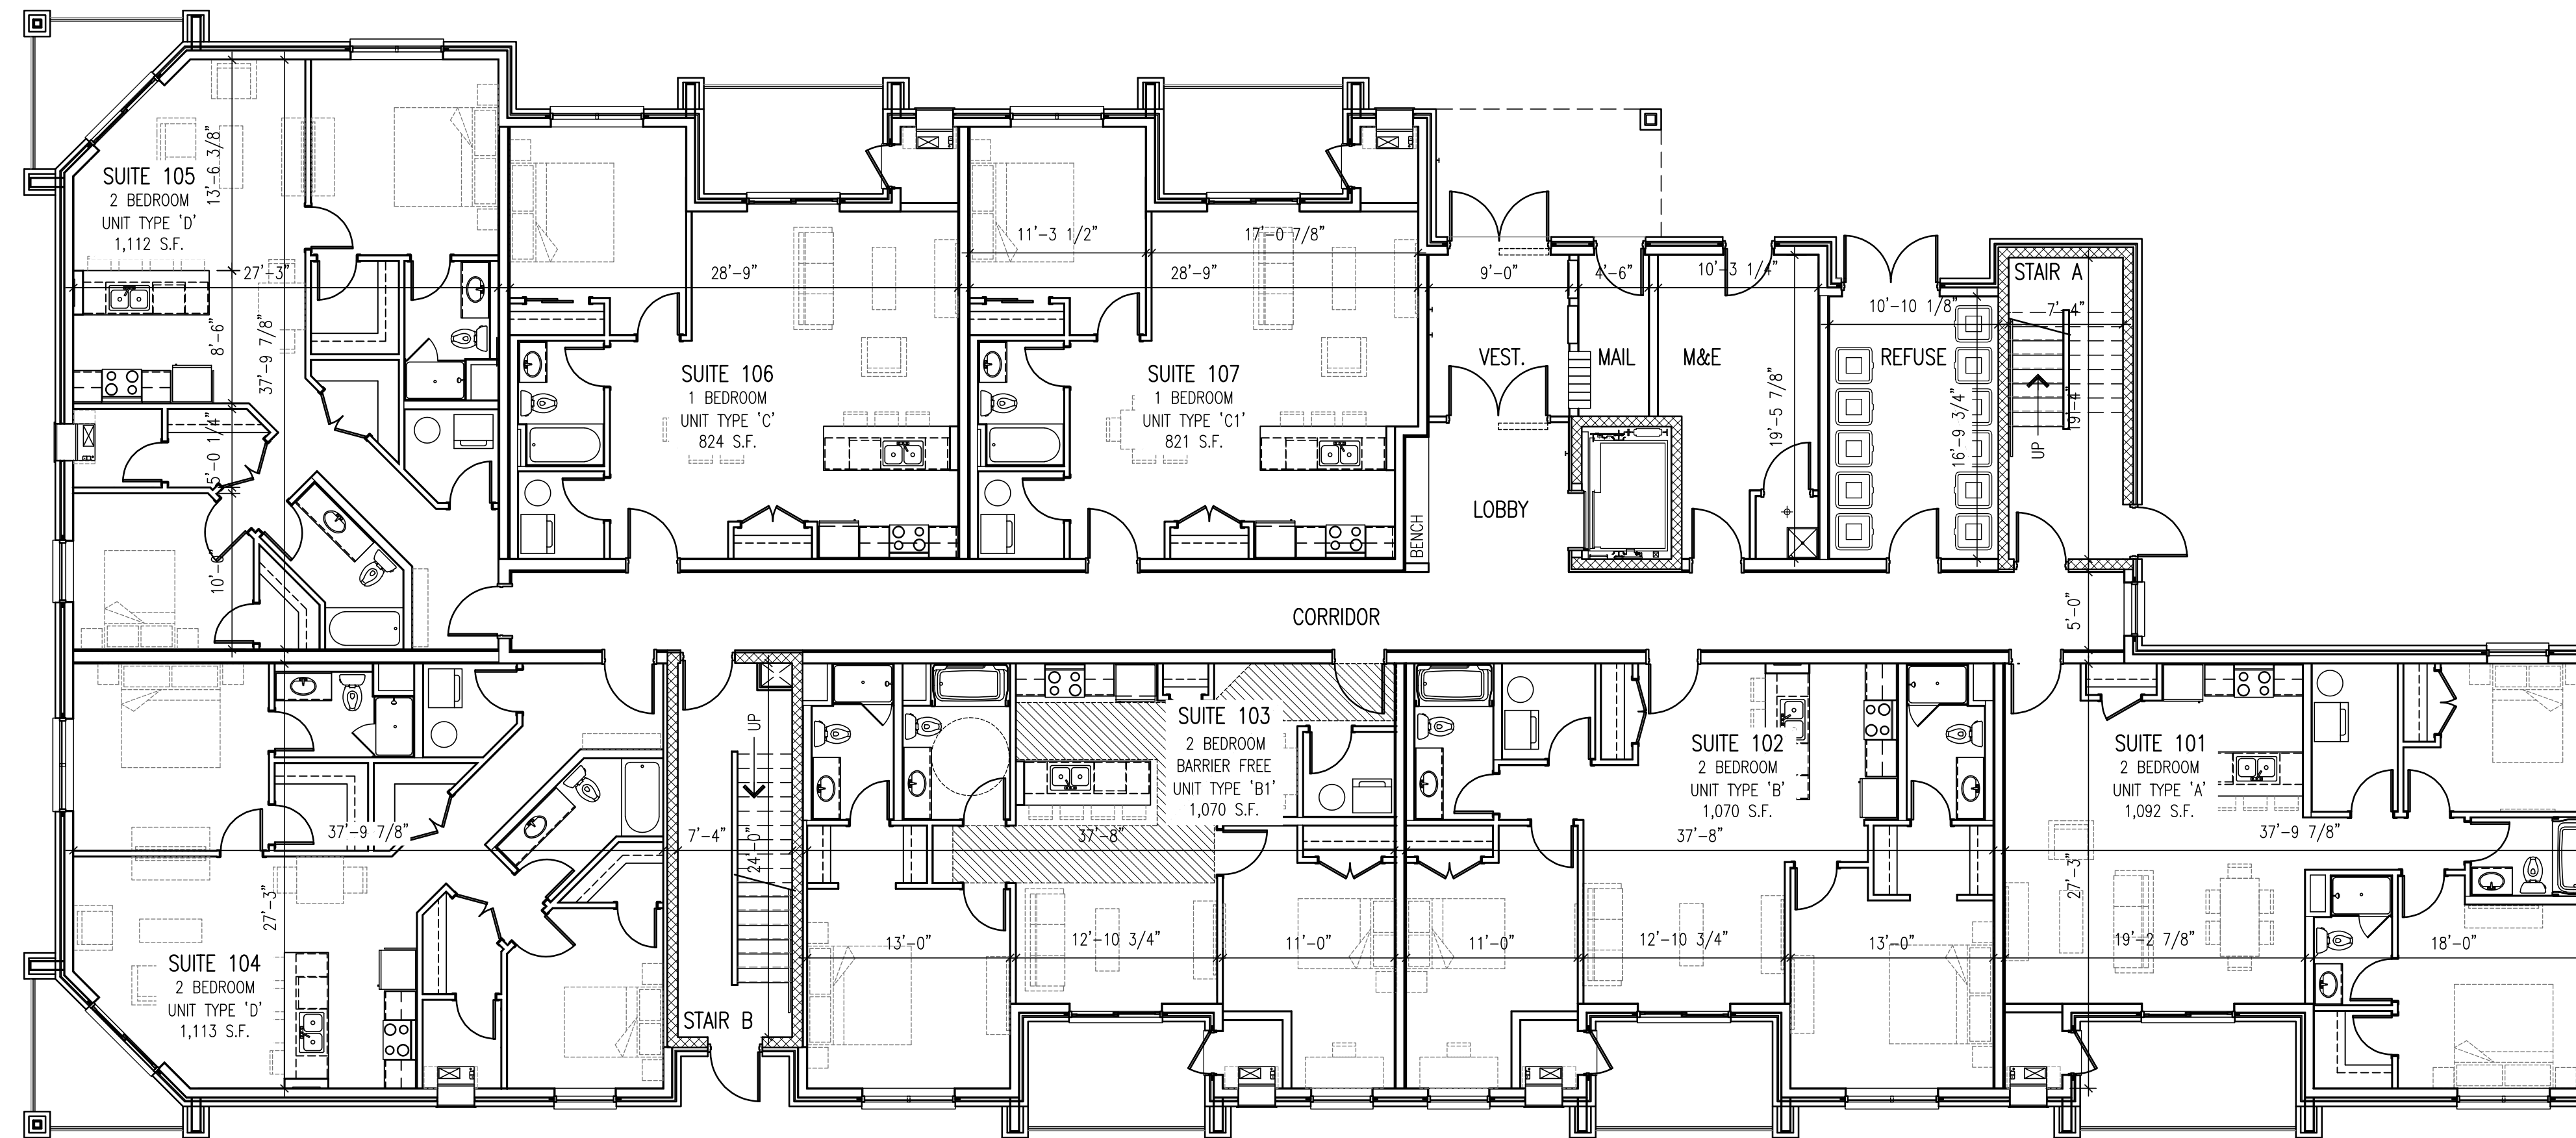 SUITE 105
2 BEDROOM
UNIT TYPE 'D'
1,112 S.F.
13'-6 3/8"
27'-3"
8'-6"
37'-9 7/8"
5'-0 1/4"
10'-0"
SUITE 106
1 BEDROOM
UNIT TYPE 'C'
824 S.F.
28'-9"
SUITE 107
1 BEDROOM
UNIT TYPE 'C1'
821 S.F.
11'-3 1/2"
17'-0 7/8"
28'-9"
9'-0"
4'-6"
10'-3 1/4"
VEST.
MAIL
M&E
19'-5 7/8"
LOBBY
BENCH
10'-10 1/8"
REFUSE
16'-9 3/4"
STAIR A
7'-4"
19'-4"
UP
CORRIDOR
5'-0"
37'-9 7/8"
27'-3"
SUITE 104
2 BEDROOM
UNIT TYPE 'D'
1,113 S.F.
UP
7'-4"
24'-0"
STAIR B
SUITE 103
2 BEDROOM
BARRIER FREE
UNIT TYPE 'B1'
1,070 S.F.
37'-8"
13'-0"
12'-10 3/4"
11'-0"
SUITE 102
2 BEDROOM
UNIT TYPE 'B'
1,070 S.F.
37'-8"
11'-0"
12'-10 3/4"
13'-0"
SUITE 101
2 BEDROOM
UNIT TYPE 'A'
1,092 S.F.
37'-9 7/8"
27'-3"
19'-2 7/8"
18'-0"